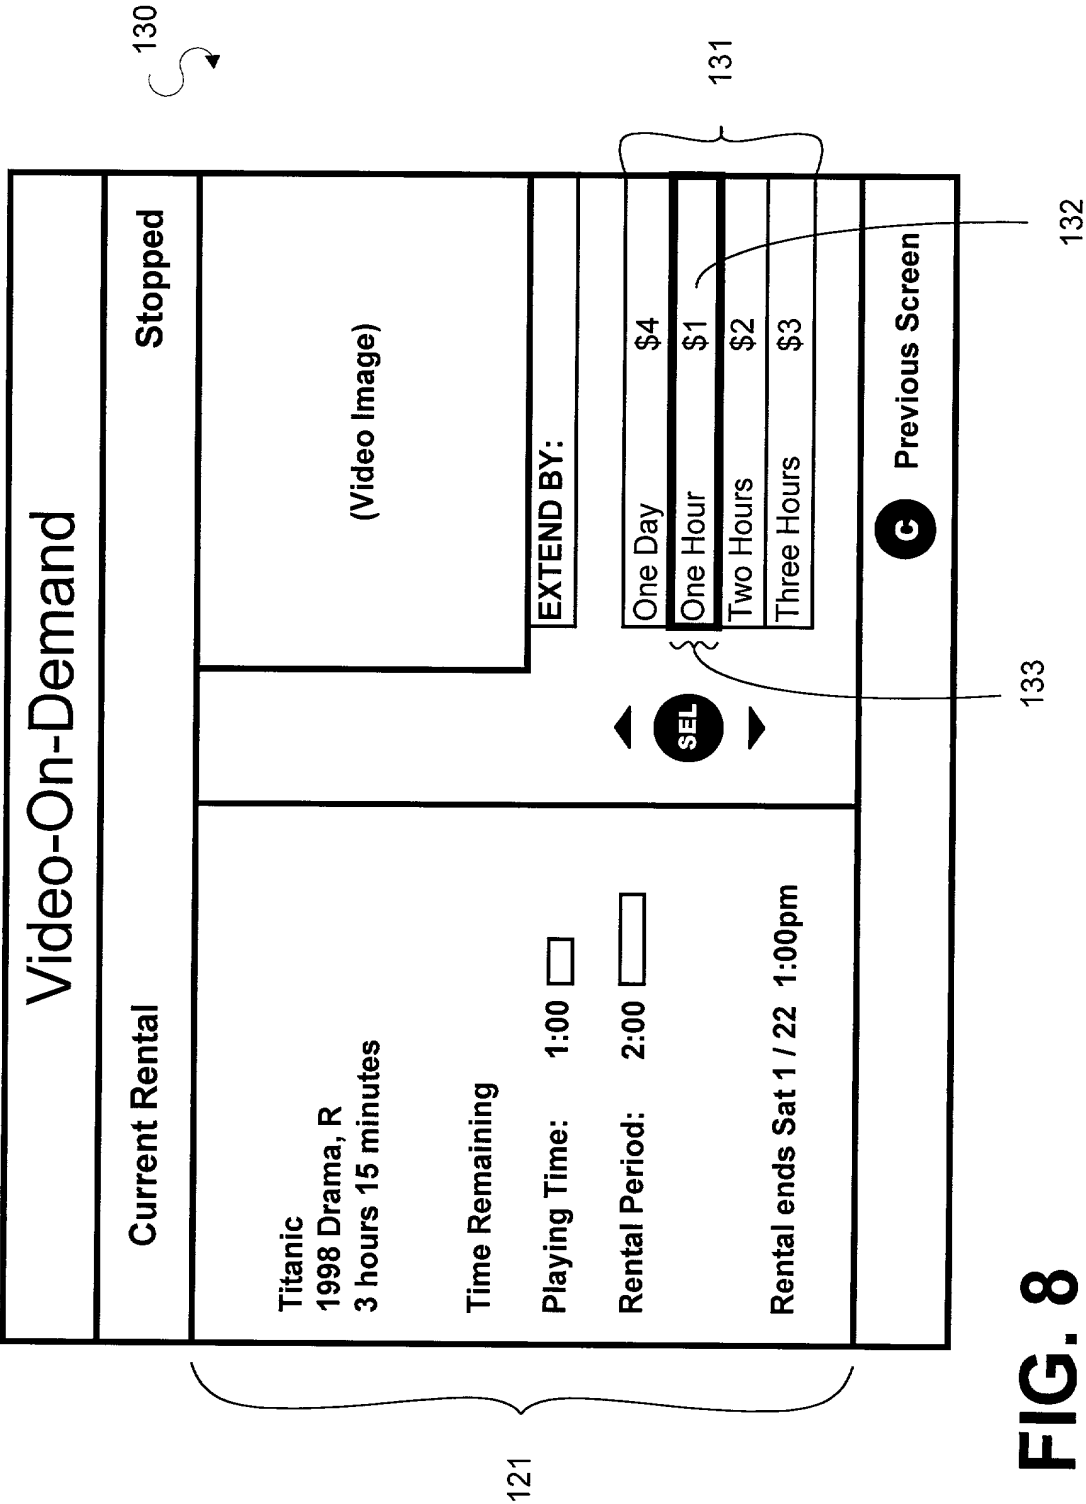 130
Video-On-Demand
Current Rental
Stopped
Titanic
1998 Drama, R
3 hours 15 minutes
Time Remaining
Playing Time: 1:00
Rental Period: 2:00
Rental ends Sat 1 / 22 1:00pm
(Video Image)
EXTEND BY:
One Day $4
One Hour $1
Two Hours $2
Three Hours $3
SEL
C Previous Screen
121
131
132
133
FIG. 8